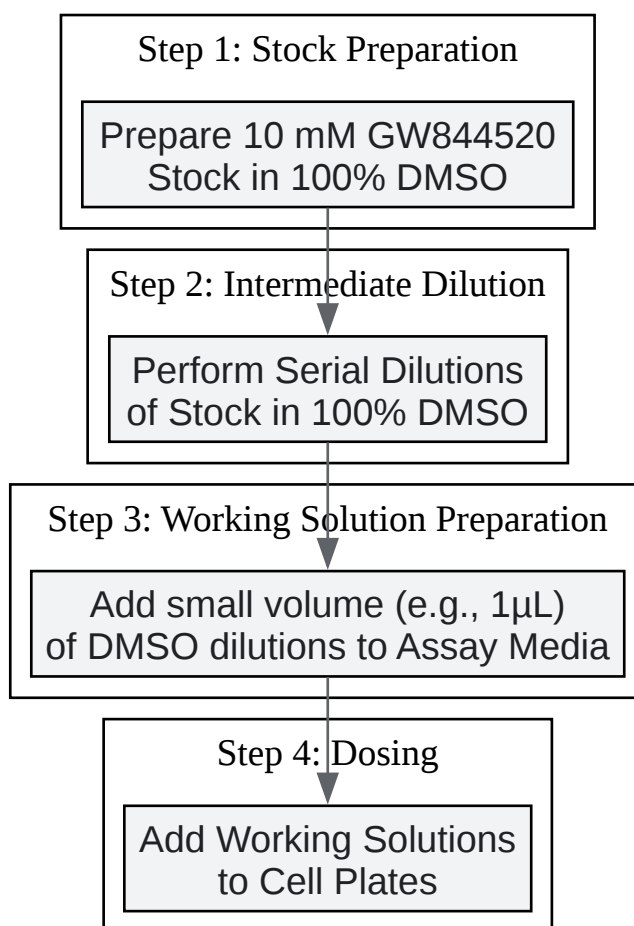 Step 1: Stock Preparation
Prepare 10 mM GW844520
Stock in 100% DMSO
Step 2: Intermediate Dilution
Perform Serial Dilutions
of Stock in 100% DMSO
Step 3: Working Solution Preparation
Add small volume (e.g., 1µL)
of DMSO dilutions to Assay Media
Step 4: Dosing
Add Working Solutions
to Cell Plates